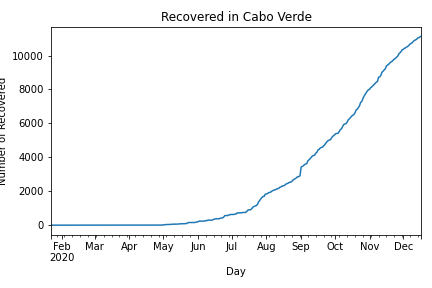 Recovered in Cabo Verde
Number of Recovered
10000
8000
6000
4000
2000
0
Feb Mar Apr May Jun Jul Aug Sep Oct Nov Dec
2020
Day